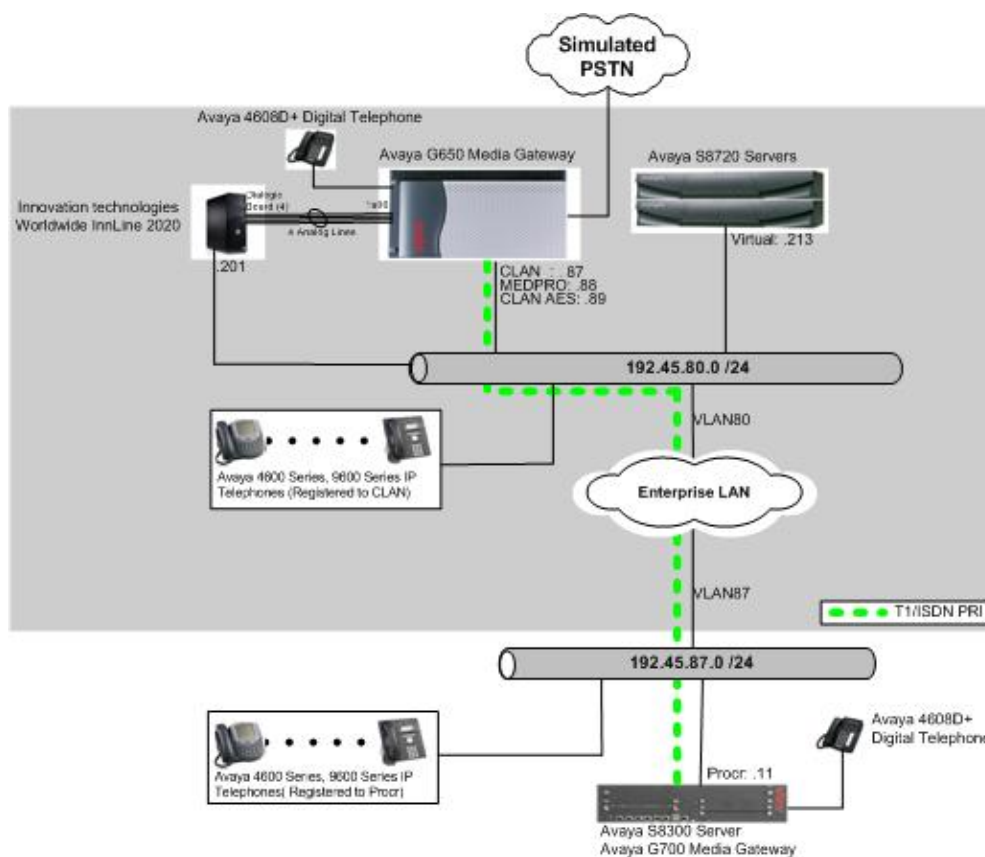 Simulated
PSTN
Avaya 4608D+ Digital Telephone
Avaya G650 Media Gateway
Avaya S8720 Servers
Innovation technologies
Worldwide InnLine 2020
Dialogic
Board (4)
4 Analog Lines
.201
Virtual: .213
CLAN : . 87
MEDPRO: .88
CLAN AES: .89
192.45.80.0 /24
VLAN80
Avaya 4600 Series, 9600 Series IP
Telephones (Registered to CLAN)
Enterprise LAN
VLAN87
T1/ISDN PRI
192.45.87.0 /24
Avaya 4608D+
Digital Telephone
Avaya 4600 Series, 9600 Series IP
Telephones( Registered to Procr)
Procr: .11
Avaya S8300 Server
Avaya G700 Media Gateway